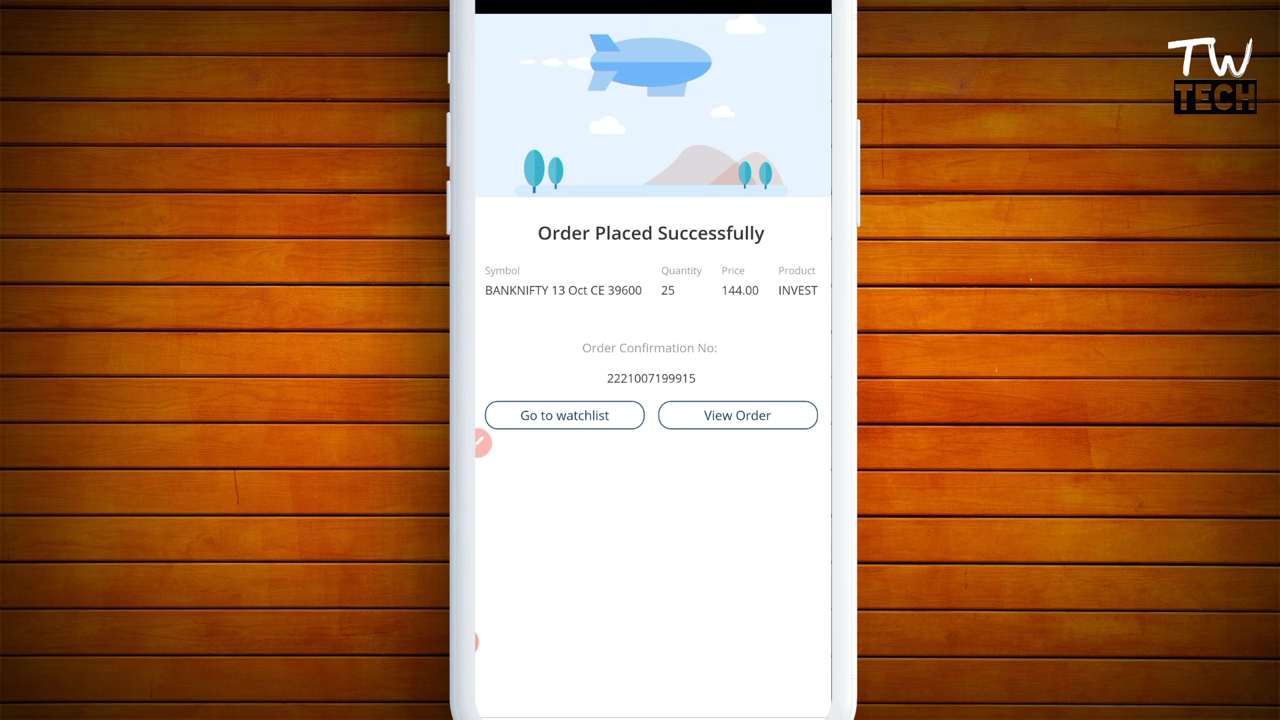 TW
TECH
Order Placed Successfully
Symbol Quantity Price Product
BANKNIFTY 13 Oct CE 39600 25 144.00 INVEST
Order Confirmation No:
2221007199915
Go to watchlist View Order